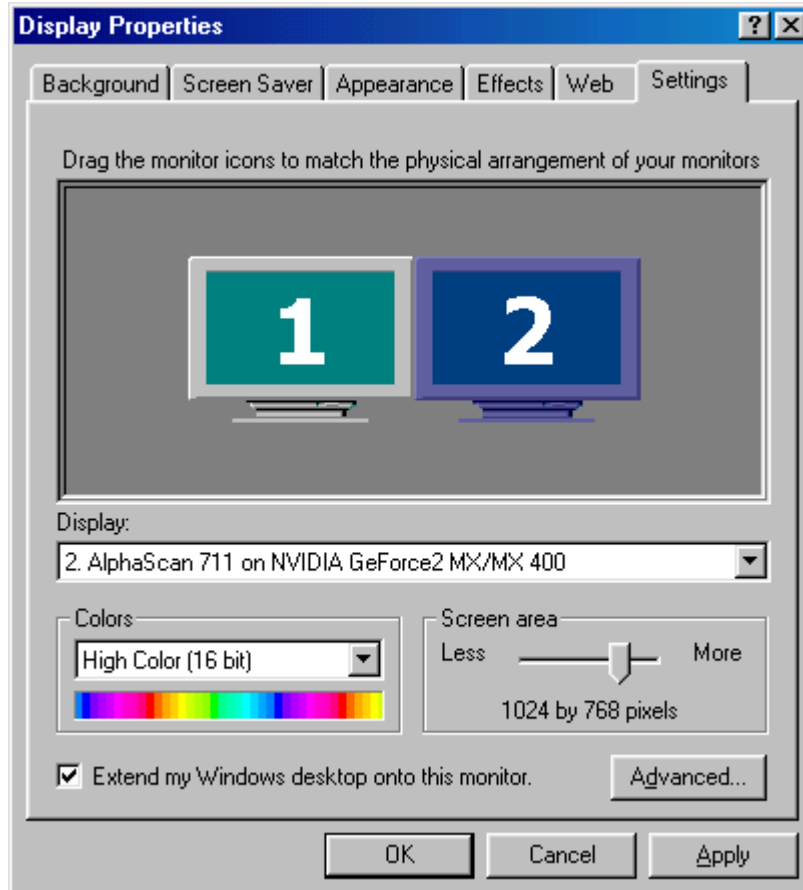 Display Properties
Background Screen Saver Appearance Effects Web Settings
Drag the monitor icons to match the physical arrangement of your monitors
1 2
Display:
2. AlphaScan 711 on NVIDIA GeForce2 MX/MX 400
Colors Screen area
High Color (16 bit) Less More
1024 by 768 pixels
Extend my Windows desktop onto this monitor. Advanced...
OK Cancel Apply